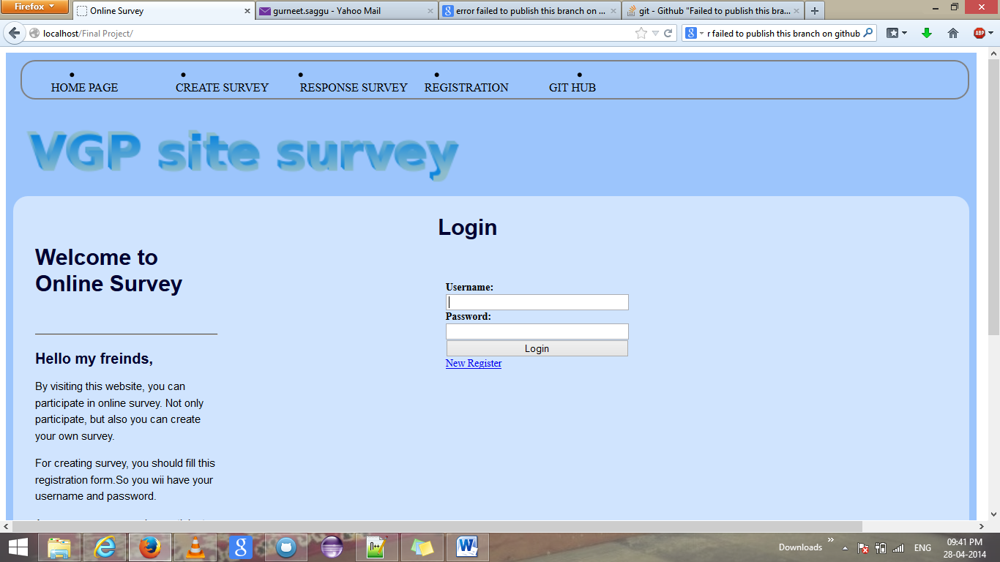 Firefox
Online Survey
gurneet.saggu - Yahoo Mail
error failed to publish this branch on ...
git - Github "Failed to publish this bra...
localhost/Final Project/
r failed to publish this branch on github
ABP
HOME PAGE
CREATE SURVEY
RESPONSE SURVEY
REGISTRATION
GIT HUB
VGP site survey
Login
Welcome to
Online Survey
Username:
Password:
Login
New Register
Hello my freinds,
By visiting this website, you can
participate in online survey. Not only
participate, but also you can create
your own survey.
For creating survey, you should fill this
registration form.So you wii have your
username and password.
Downloads
ENG
09:41 PM
28-04-2014